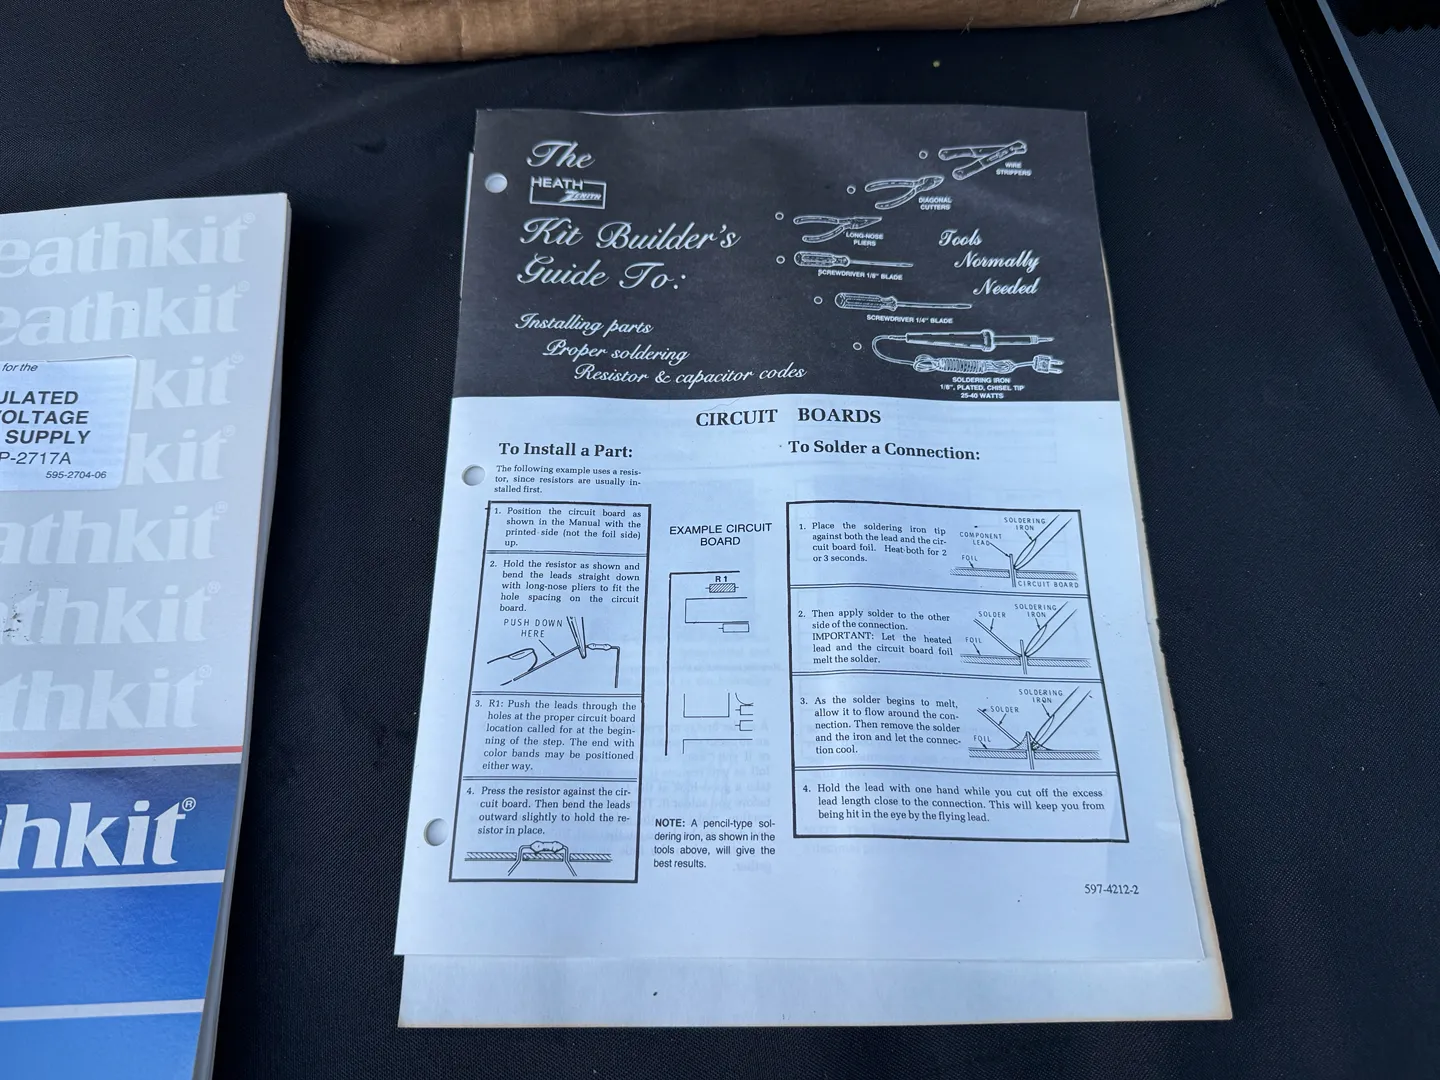 eathkit®
eathkit®
kit®
kit®
athkit®
athkit®
thkit®
for the
ULATED
OLTAGE
SUPPLY
P-2717A
595-2704-06
thkit®
The
HEATH
ZENITH
Kit Builder's
Guide To:
Installing parts
Proper soldering
Resistor & capacitor codes
WIRE
STRIPPERS
DIAGONAL
CUTTERS
LONG-NOSE
PLIERS
SCREWDRIVER 1/8" BLADE
SCREWDRIVER 1/4" BLADE
SOLDERING IRON
1/8", PLATED, CHISEL TIP
25-40 WATTS
Tools
Normally
Needed
CIRCUIT BOARDS
To Install a Part:
The following example uses a resis-
tor, since resistors are usually in-
stalled first.
1. Position the circuit board as
shown in the Manual with the
printed side (not the foil side)
up.
2. Hold the resistor as shown and
bend the leads straight down
with long-nose pliers to fit the
hole spacing on the circuit
board.
PUSH DOWN
HERE
3. R1: Push the leads through the
holes at the proper circuit board
location called for at the begin-
ning of the step. The end with
color bands may be positioned
either way.
4. Press the resistor against the cir-
cuit board. Then bend the leads
outward slightly to hold the re-
sistor in place.
EXAMPLE CIRCUIT
BOARD
R1
NOTE: A pencil-type sol-
dering iron, as shown in the
tools above, will give the
best results.
To Solder a Connection:
1. Place the soldering iron tip
against both the lead and the cir-
cuit board foil. Heat both for 2
or 3 seconds.
SOLDERING
IRON
COMPONENT
LEAD
FOIL
CIRCUIT BOARD
2. Then apply solder to the other
side of the connection.
IMPORTANT: Let the heated
lead and the circuit board foil
melt the solder.
SOLDERING
IRON
SOLDER
FOIL
3. As the solder begins to melt,
allow it to flow around the con-
nection. Then remove the solder
and the iron and let the connec-
tion cool.
SOLDERING
IRON
SOLDER
FOIL
4. Hold the lead with one hand while you cut off the excess
lead length close to the connection. This will keep you from
being hit in the eye by the flying lead.
597-4212-2